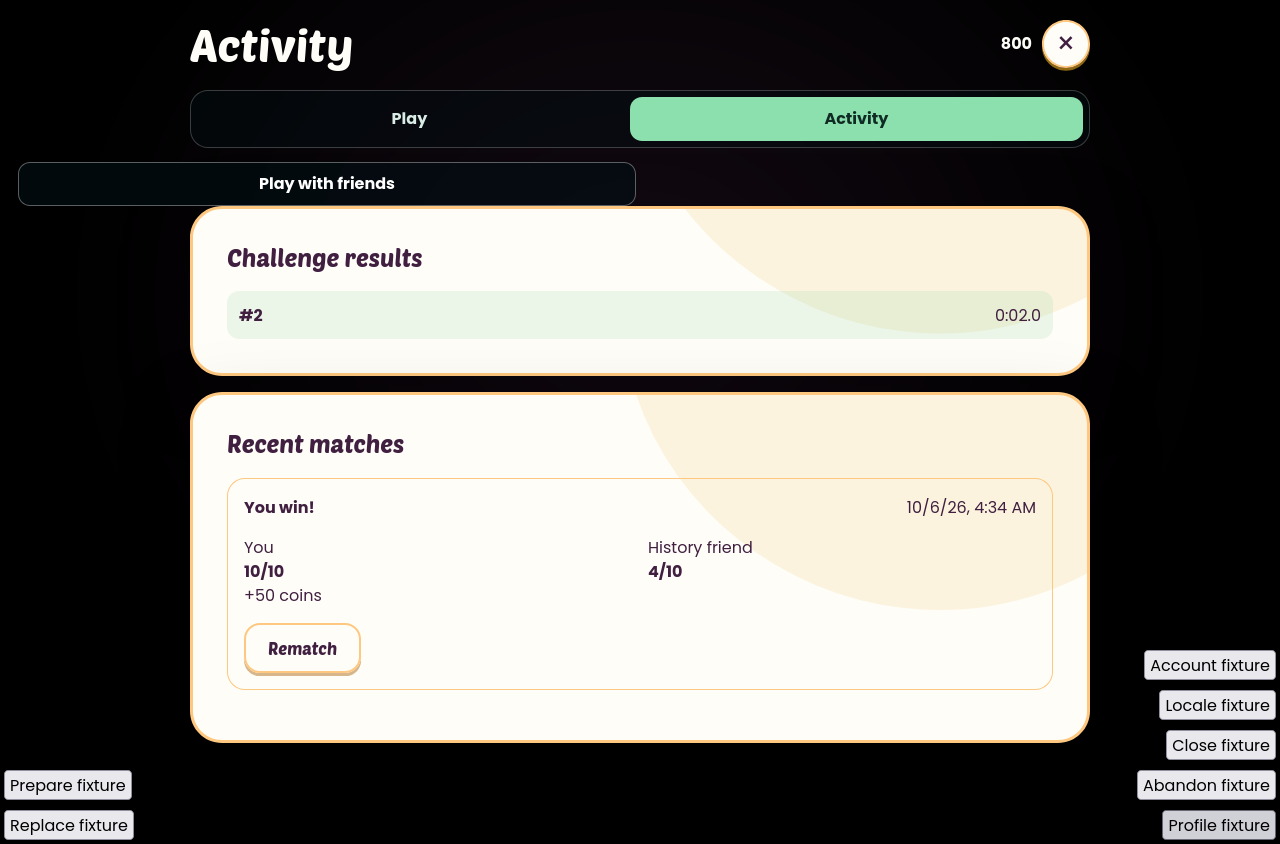 Activity
800
✕
Play
Activity
Play with friends
Challenge results
#2
0:02.0
Recent matches
You win!
10/6/26, 4:34 AM
You
History friend
10/10
4/10
+50 coins
Rematch
Account fixture
Locale fixture
Close fixture
Prepare fixture
Abandon fixture
Replace fixture
Profile fixture